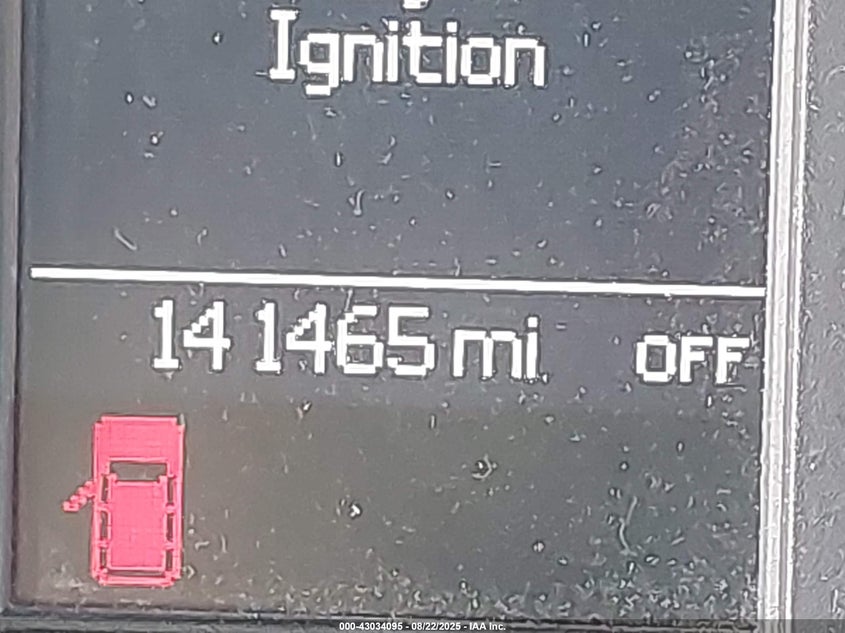 Ignition
141465 mi OFF
000-43034095 - 08/22/2025 - IAA Inc.